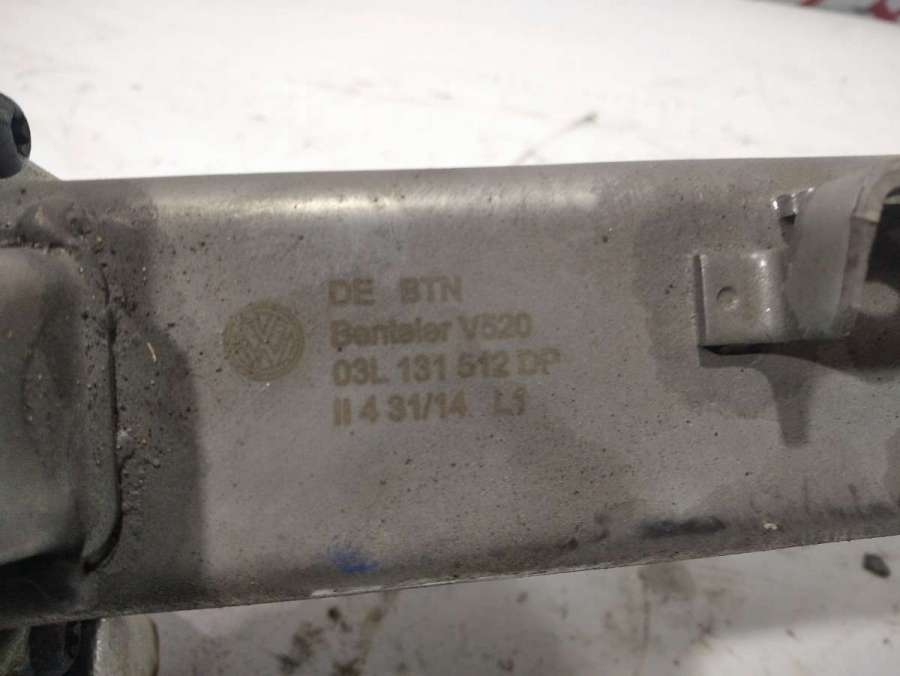 DE BTN
Benteler V520
03L 131 512 DP
II 4 31/14 L1